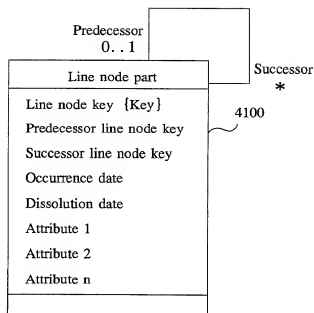 Predecessor
0..1
Line node part
Successor
*
Line node key {Key}
4100
Predecessor line node key
Successor line node key
Occurrence date
Dissolution date
Attribute 1
Attribute 2
Attribute n